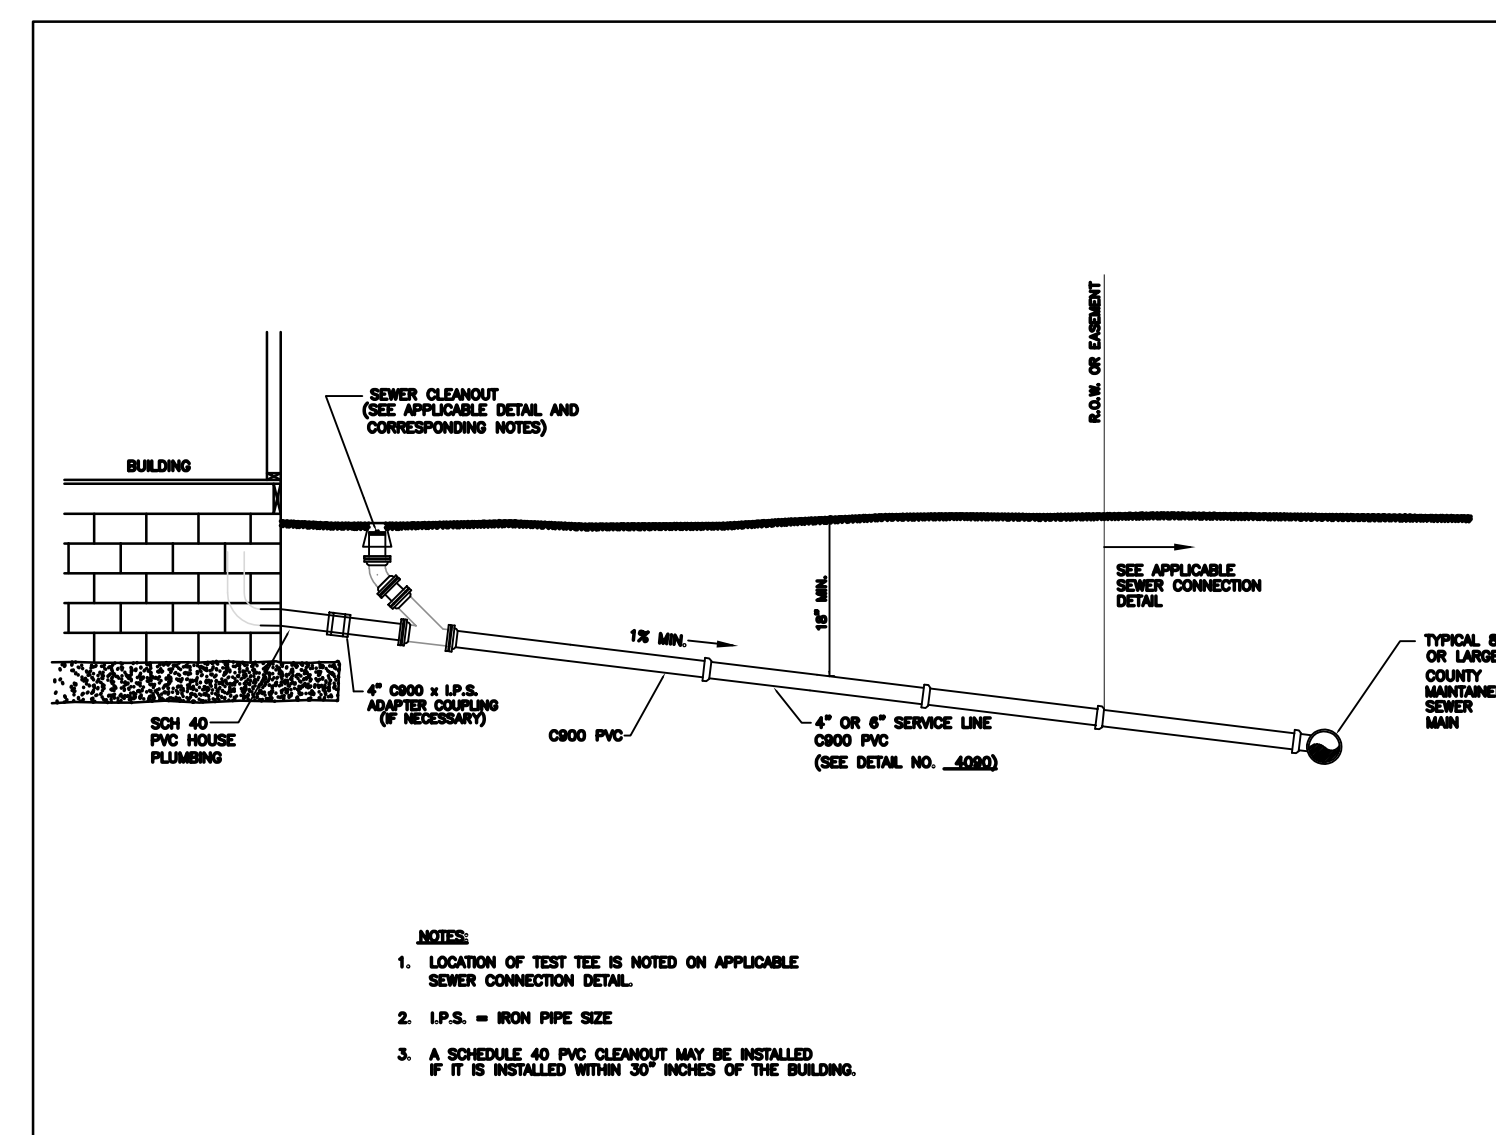 R.O.W. OR EASEMENT
SEWER CLEANOUT
(SEE APPLICABLE DETAIL AND
CORRESPONDING NOTES)
BUILDING
SEE APPLICABLE
SEWER CONNECTION
DETAIL
18" MIN.
1% MIN.
TYPICAL 8
OR LARGE
COUNTY
MAINTAINE
SEWER
MAIN
4" C900 x I.P.S.
ADAPTER COUPLING
(IF NECESSARY)
SCH 40
PVC HOUSE
PLUMBING
C900 PVC
4" OR 6" SERVICE LINE
C900 PVC
(SEE DETAIL NO. 4090)
NOTES:
1. LOCATION OF TEST TEE IS NOTED ON APPLICABLE
SEWER CONNECTION DETAIL.
2. I.P.S. = IRON PIPE SIZE
3. A SCHEDULE 40 PVC CLEANOUT MAY BE INSTALLED
IF IT IS INSTALLED WITHIN 30" INCHES OF THE BUILDING.